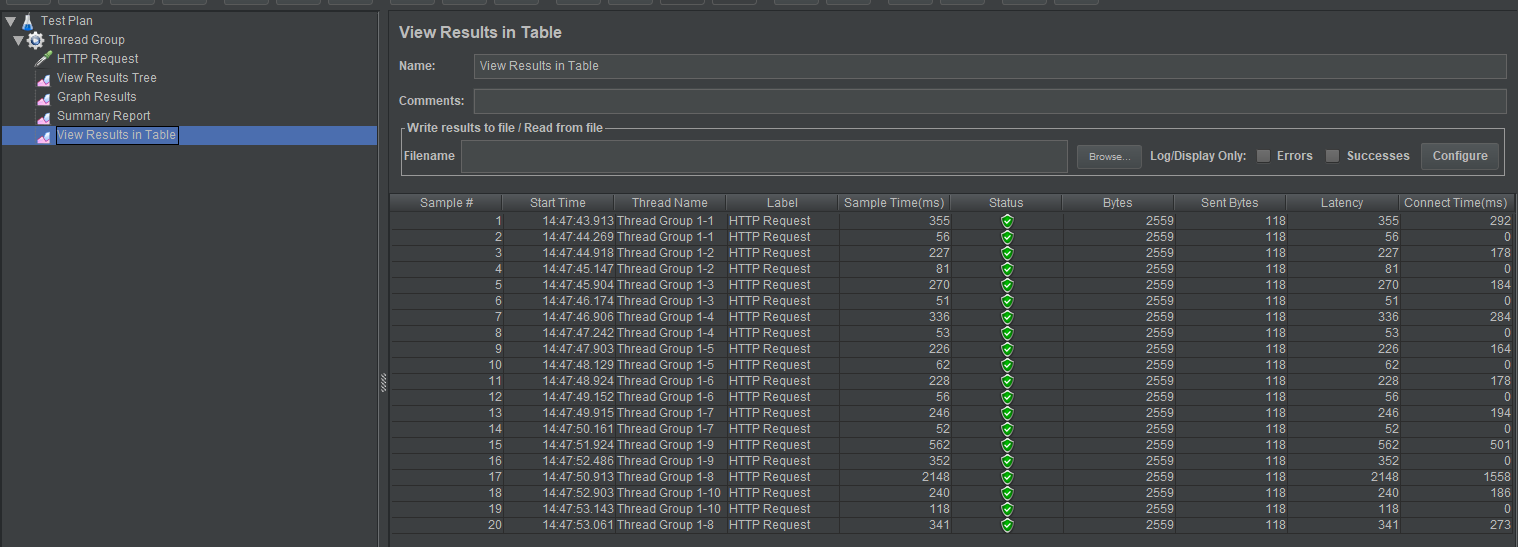 Test Plan
Thread Group
HTTP Request
View Results Tree
Graph Results
Summary Report
View Results in Table
View Results in Table
Name: View Results in Table
Comments:
Write results to file / Read from file
Filename Browse... Log/Display Only: Errors Successes Configure
Sample # Start Time Thread Name Label Sample Time(ms) Status Bytes Sent Bytes Latency Connect Time(ms)
1 14:47:43.913 Thread Group 1-1 HTTP Request 355 2559 118 355 292
2 14:47:44.269 Thread Group 1-1 HTTP Request 56 2559 118 56 0
3 14:47:44.918 Thread Group 1-2 HTTP Request 227 2559 118 227 178
4 14:47:45.147 Thread Group 1-2 HTTP Request 81 2559 118 81 0
5 14:47:45.904 Thread Group 1-3 HTTP Request 270 2559 118 270 184
6 14:47:46.174 Thread Group 1-3 HTTP Request 51 2559 118 51 0
7 14:47:46.906 Thread Group 1-4 HTTP Request 336 2559 118 336 284
8 14:47:47.242 Thread Group 1-4 HTTP Request 53 2559 118 53 0
9 14:47:47.903 Thread Group 1-5 HTTP Request 226 2559 118 226 164
10 14:47:48.129 Thread Group 1-5 HTTP Request 62 2559 118 62 0
11 14:47:48.924 Thread Group 1-6 HTTP Request 228 2559 118 228 178
12 14:47:49.152 Thread Group 1-6 HTTP Request 56 2559 118 56 0
13 14:47:49.915 Thread Group 1-7 HTTP Request 246 2559 118 246 194
14 14:47:50.161 Thread Group 1-7 HTTP Request 52 2559 118 52 0
15 14:47:51.924 Thread Group 1-9 HTTP Request 562 2559 118 562 501
16 14:47:52.486 Thread Group 1-9 HTTP Request 352 2559 118 352 0
17 14:47:50.913 Thread Group 1-8 HTTP Request 2148 2559 118 2148 1558
18 14:47:52.903 Thread Group 1-10 HTTP Request 240 2559 118 240 186
19 14:47:53.143 Thread Group 1-10 HTTP Request 118 2559 118 118 0
20 14:47:53.061 Thread Group 1-8 HTTP Request 341 2559 118 341 273